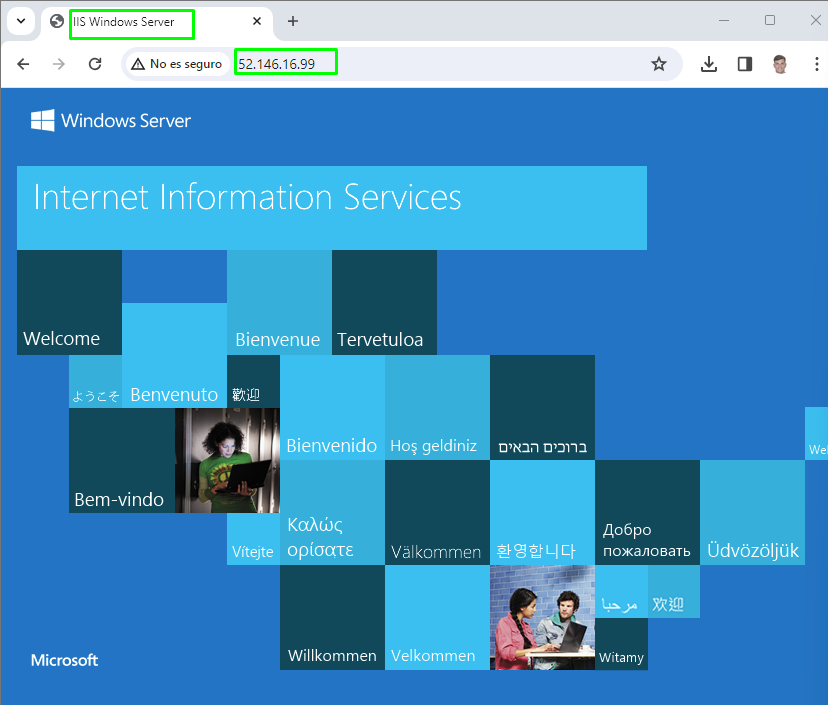 IIS Windows Server
No es seguro
52.146.16.99
Windows Server
Internet Information Services
Welcome
Bienvenue
Tervetuloa
ようこそ
Benvenuto
歡迎
Bienvenido
Hoş geldiniz
ברוכים הבאים
Wel
Bem-vindo
Vítejte
Καλώς
ορίσατε
Välkommen
환영합니다
Добро
пожаловать
Üdvözöljük
Willkommen
Velkommen
مرحبا
欢迎
Witamy
Microsoft